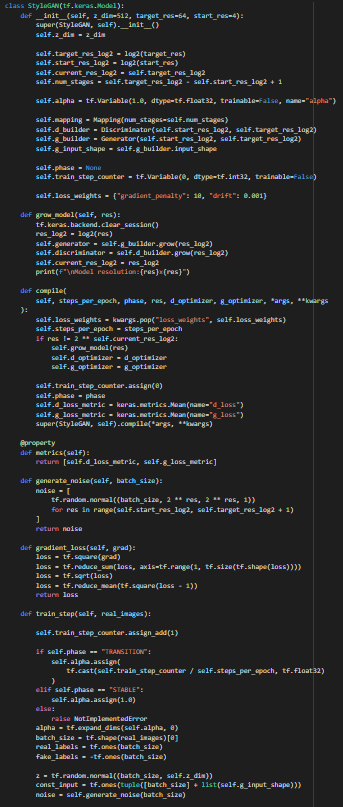 class StyleGAN(tf.keras.Model):
    def __init__(self, z_dim=512, target_res=64, start_res=4):
        super(StyleGAN, self).__init__()
        self.z_dim = z_dim

        self.target_res_log2 = log2(target_res)
        self.start_res_log2 = log2(start_res)
        self.current_res_log2 = self.target_res_log2
        self.num_stages = self.target_res_log2 - self.start_res_log2 + 1

        self.alpha = tf.Variable(1.0, dtype=tf.float32, trainable=False, name="alpha")

        self.mapping = Mapping(num_stages=self.num_stages)
        self.d_builder = Discriminator(self.start_res_log2, self.target_res_log2)
        self.g_builder = Generator(self.start_res_log2, self.target_res_log2)
        self.g_input_shape = self.g_builder.input_shape

        self.phase = None
        self.train_step_counter = tf.Variable(0, dtype=tf.int32, trainable=False)

        self.loss_weights = {"gradient_penalty": 10, "drift": 0.001}

    def grow_model(self, res):
        tf.keras.backend.clear_session()
        res_log2 = log2(res)
        self.generator = self.g_builder.grow(res_log2)
        self.discriminator = self.d_builder.grow(res_log2)
        self.current_res_log2 = res_log2
        print(f"\nModel resolution:{res}x{res}")

    def compile(
        self, steps_per_epoch, phase, res, d_optimizer, g_optimizer, *args, **kwargs
    ):
        self.loss_weights = kwargs.pop("loss_weights", self.loss_weights)
        self.steps_per_epoch = steps_per_epoch
        if res != 2 ** self.current_res_log2:
            self.grow_model(res)
            self.d_optimizer = d_optimizer
            self.g_optimizer = g_optimizer

        self.train_step_counter.assign(0)
        self.phase = phase
        self.d_loss_metric = keras.metrics.Mean(name="d_loss")
        self.g_loss_metric = keras.metrics.Mean(name="g_loss")
        super(StyleGAN, self).compile(*args, **kwargs)

    @property
    def metrics(self):
        return [self.d_loss_metric, self.g_loss_metric]

    def generate_noise(self, batch_size):
        noise = [
            tf.random.normal((batch_size, 2 ** res, 2 ** res, 1))
            for res in range(self.start_res_log2, self.target_res_log2 + 1)
        ]
        return noise

    def gradient_loss(self, grad):
        loss = tf.square(grad)
        loss = tf.reduce_sum(loss, axis=tf.range(1, tf.size(tf.shape(loss))))
        loss = tf.sqrt(loss)
        loss = tf.reduce_mean(tf.square(loss - 1))
        return loss

    def train_step(self, real_images):

        self.train_step_counter.assign_add(1)

        if self.phase == "TRANSITION":
            self.alpha.assign(
                tf.cast(self.train_step_counter / self.steps_per_epoch, tf.float32)
            )
        elif self.phase == "STABLE":
            self.alpha.assign(1.0)
        else:
            raise NotImplementedError
        alpha = tf.expand_dims(self.alpha, 0)
        batch_size = tf.shape(real_images)[0]
        real_labels = tf.ones(batch_size)
        fake_labels = -tf.ones(batch_size)

        z = tf.random.normal((batch_size, self.z_dim))
        const_input = tf.ones(tuple([batch_size] + list(self.g_input_shape)))
        noise = self.generate_noise(batch_size)